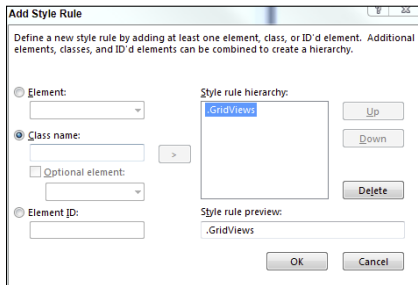 Add Style Rule
Define a new style rule by adding at least one element, class, or ID'd element. Additional
elements, classes, and ID'd elements can be combined to create a hierarchy.
Element:
Style rule hierarchy:
.GridViews
Up
Class name:
Down
>
Optional element:
Delete
Element ID:
Style rule preview:
.GridViews
OK
Cancel